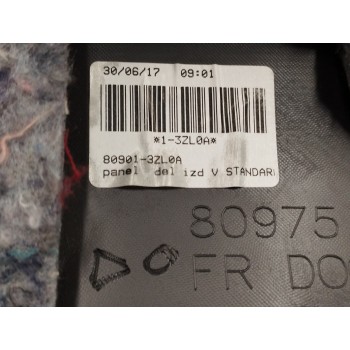 30/06/17 09:01
*1-3ZL0A*
80901-3ZL0A
panel del izd V STANDAR
80975
FR DO